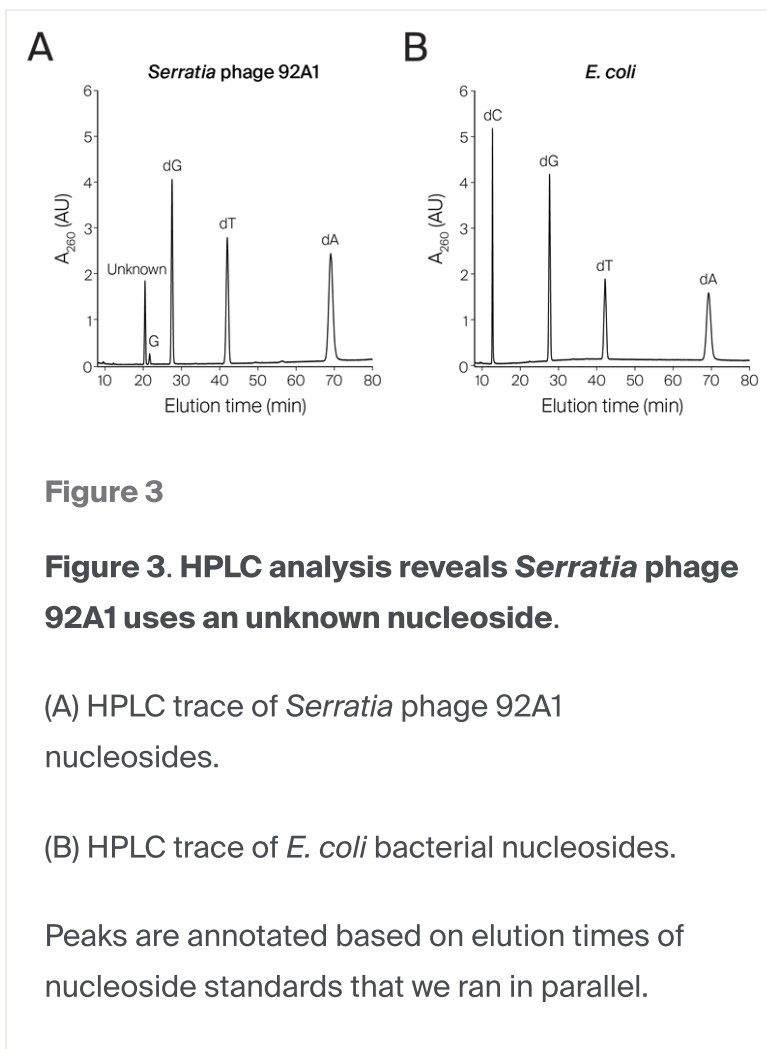 A
Serratia phage 92A1
6
5
4
3
2
1
0
A260 (AU)
Unknown
G
dG
dT
dA
10 20 30 40 50 60 70 80
Elution time (min)
B
E. coli
6
5
4
3
2
1
0
A260 (AU)
dC
dG
dT
dA
10 20 30 40 50 60 70 80
Elution time (min)
Figure 3
Figure 3. HPLC analysis reveals Serratia phage
92A1 uses an unknown nucleoside.
(A) HPLC trace of Serratia phage 92A1
nucleosides.
(B) HPLC trace of E. coli bacterial nucleosides.
Peaks are annotated based on elution times of
nucleoside standards that we ran in parallel.